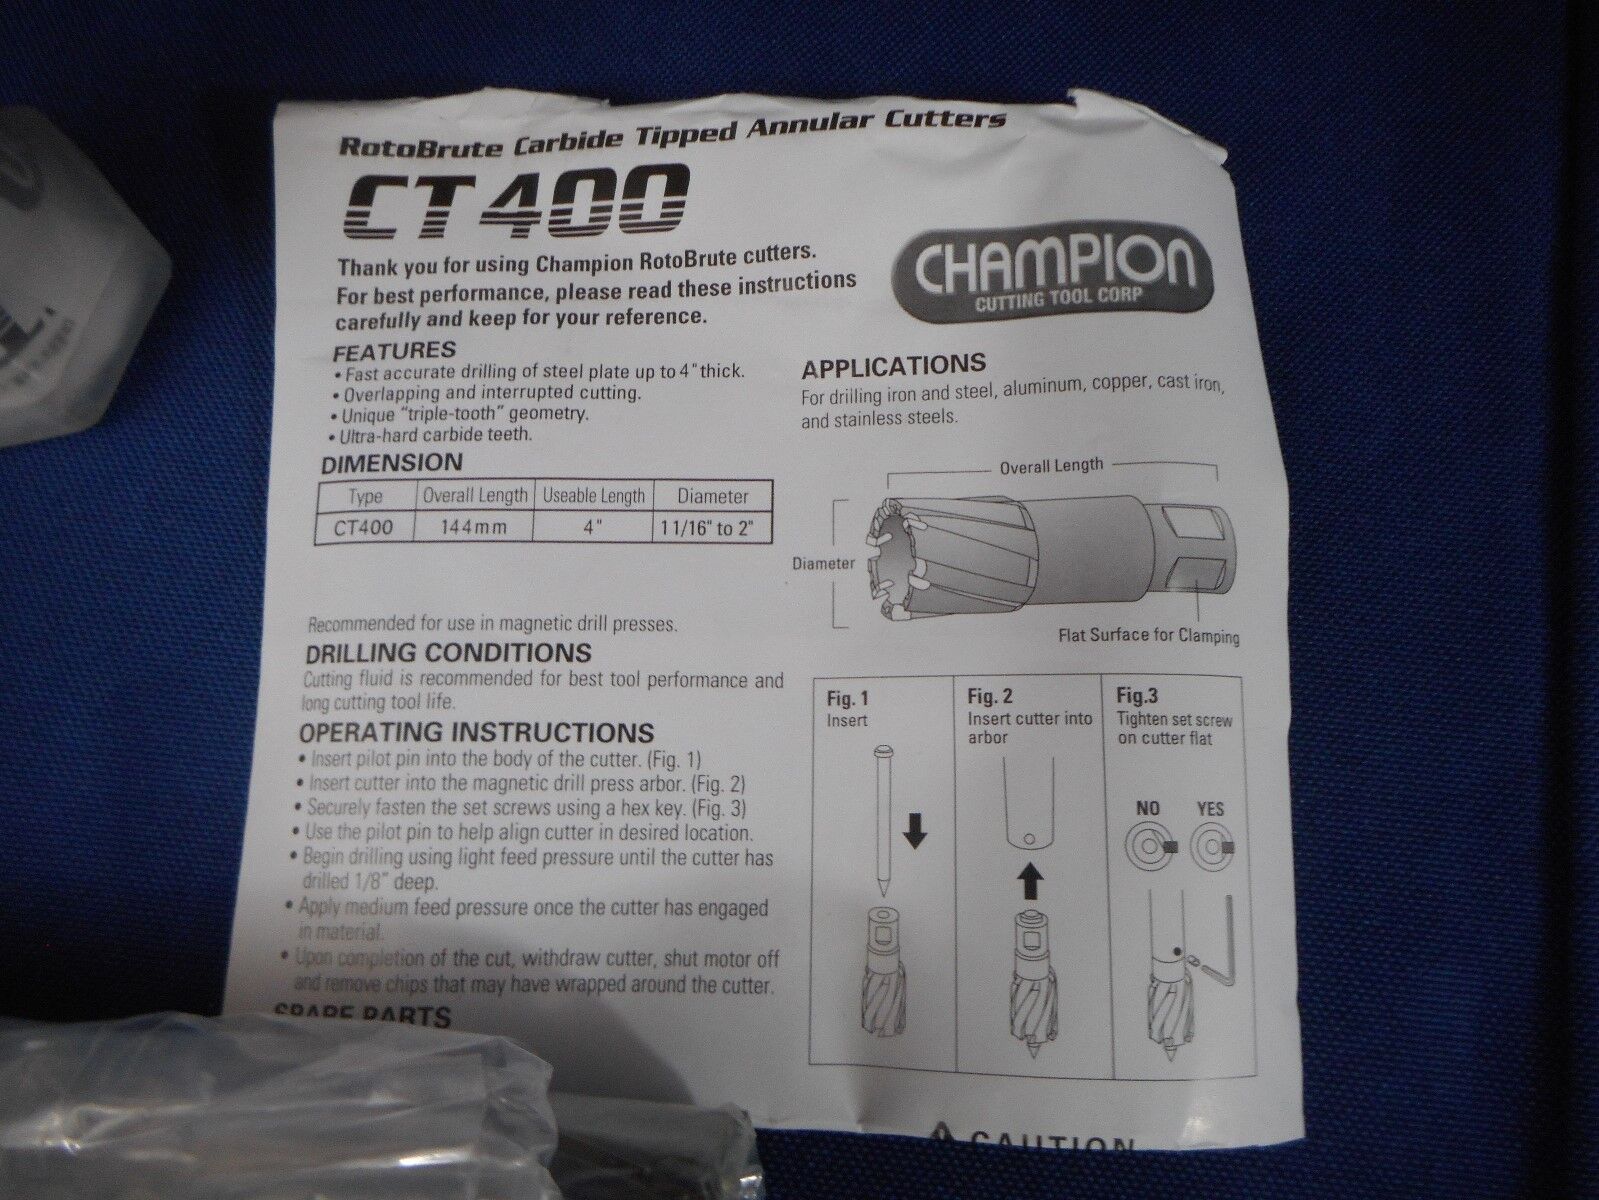 RotoBrute Carbide Tipped Annular Cutters
CT400
CHAMPION
CUTTING TOOL CORP
Thank you for using Champion RotoBrute cutters.
For best performance, please read these instructions
carefully and keep for your reference.
FEATURES
• Fast accurate drilling of steel plate up to 4" thick.
• Overlapping and interrupted cutting.
• Unique "triple-tooth" geometry.
• Ultra-hard carbide teeth.
APPLICATIONS
For drilling iron and steel, aluminum, copper, cast iron,
and stainless steels.
DIMENSION
Type Overall Length Useable Length Diameter
CT400 144mm 4" 1 1/16" to 2"
Overall Length
Diameter
Flat Surface for Clamping
Recommended for use in magnetic drill presses.
DRILLING CONDITIONS
Cutting fluid is recommended for best tool performance and
long cutting tool life.
OPERATING INSTRUCTIONS
• Insert pilot pin into the body of the cutter. (Fig. 1)
• Insert cutter into the magnetic drill press arbor. (Fig. 2)
• Securely fasten the set screws using a hex key. (Fig. 3)
• Use the pilot pin to help align cutter in desired location.
• Begin drilling using light feed pressure until the cutter has
drilled 1/8" deep.
• Apply medium feed pressure once the cutter has engaged
in material.
• Upon completion of the cut, withdraw cutter, shut motor off
and remove chips that may have wrapped around the cutter.
SPARE PARTS
Fig. 1
Insert
Fig. 2
Insert cutter into
arbor
Fig.3
Tighten set screw
on cutter flat
NO YES
CAUTION